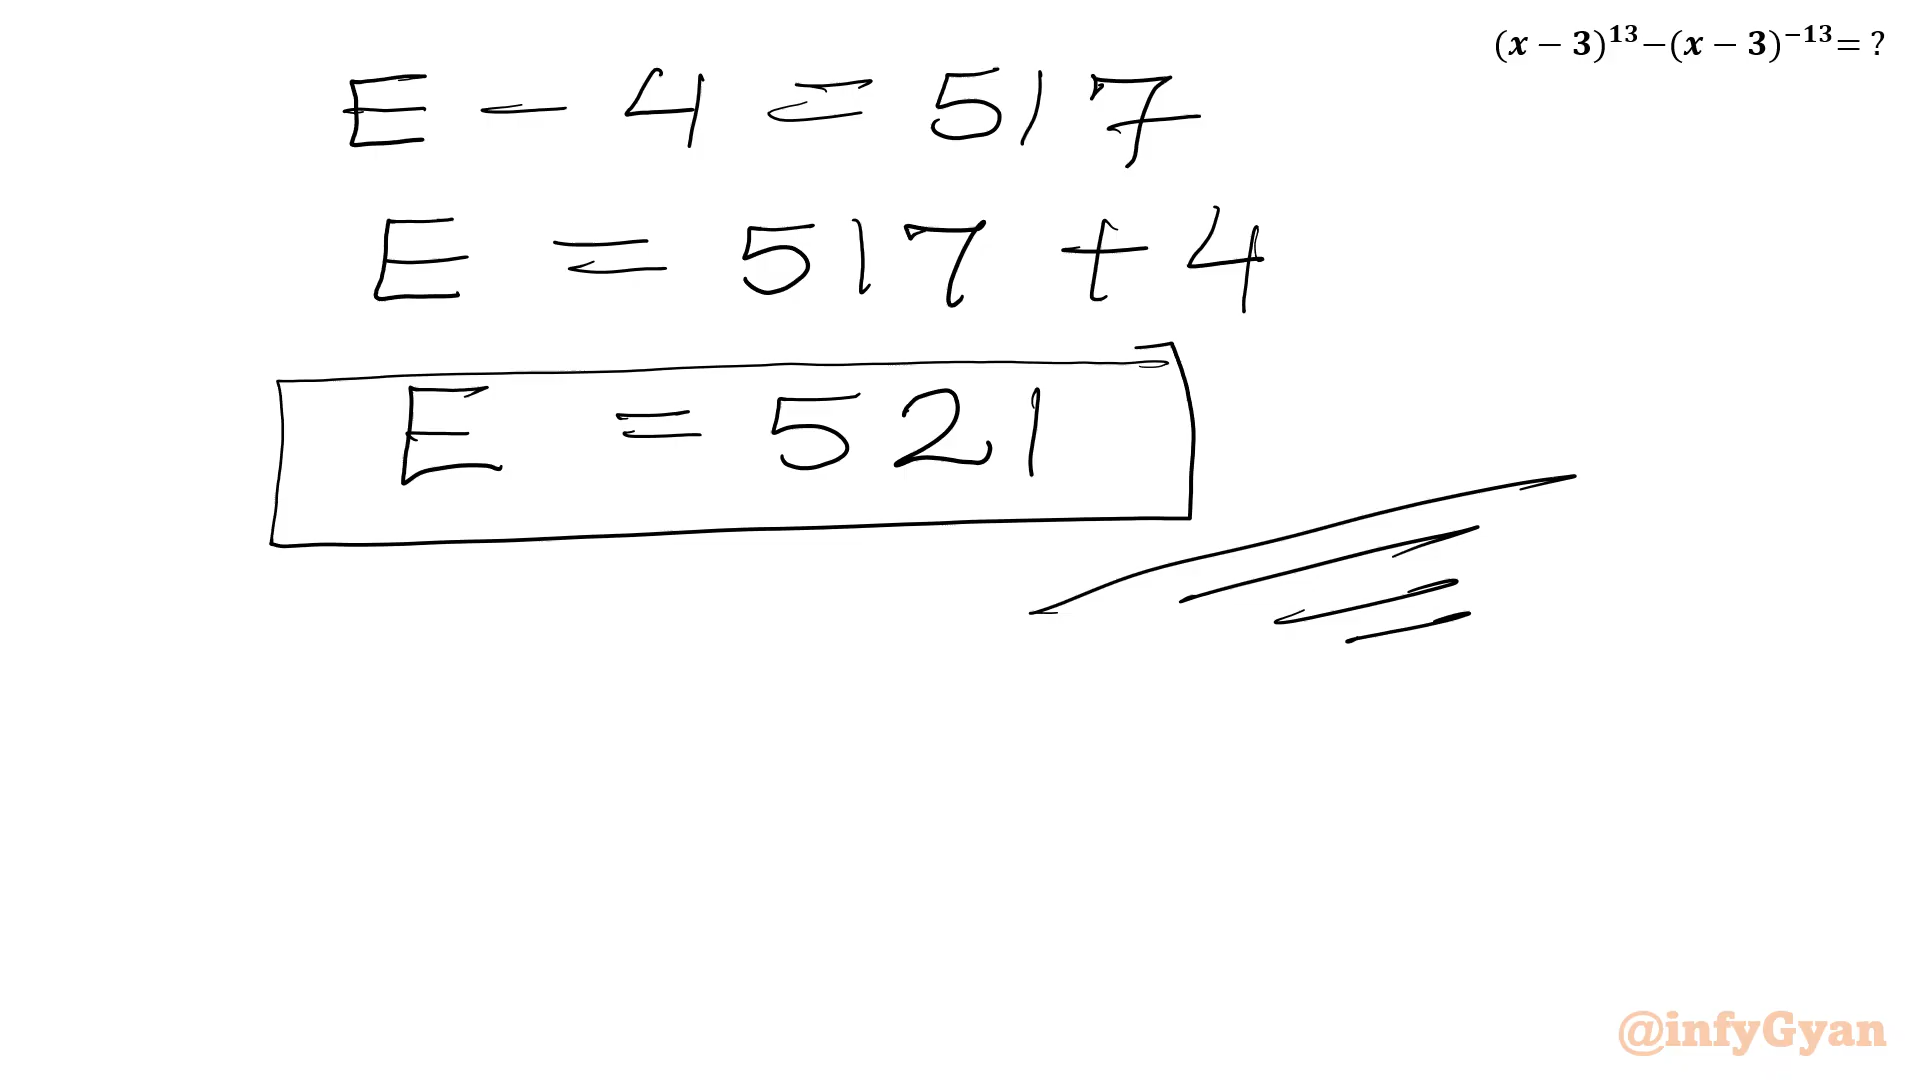 (x − 3)¹³−(x − 3)⁻¹³= ?
E − 4 = 517
E = 517 + 4
E = 521
@infyGyan